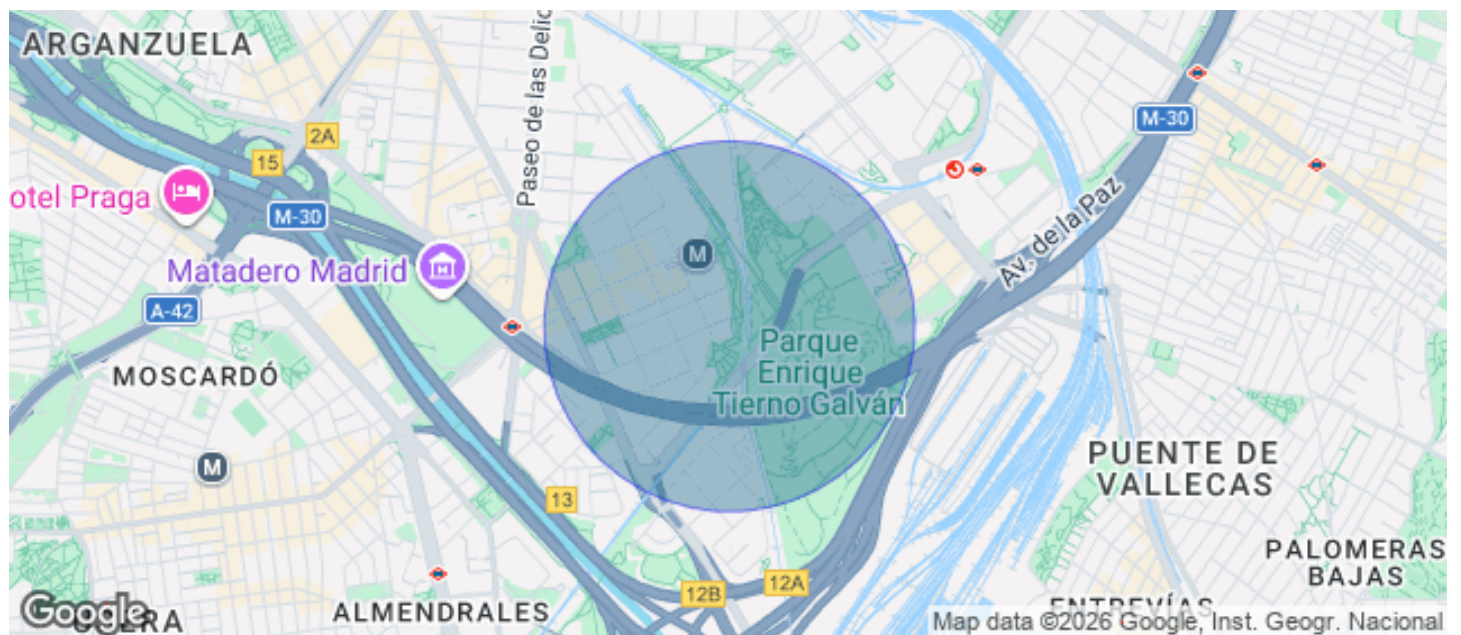 ARGANZUELA
Paseo de las Delic
2A
15
M-30
otel Praga
M-30
M
Matadero Madrid
Av. de la Paz
A-42
Parque
Enrique
Tierno Galván
MOSCARDÓ
M
PUENTE DE
VALLECAS
13
PALOMERAS
BAJAS
12A
12B
ALMENDRALES
ENTREVÍAS
Google
ERA
Map data ©2026 Google, Inst. Geogr. Nacional